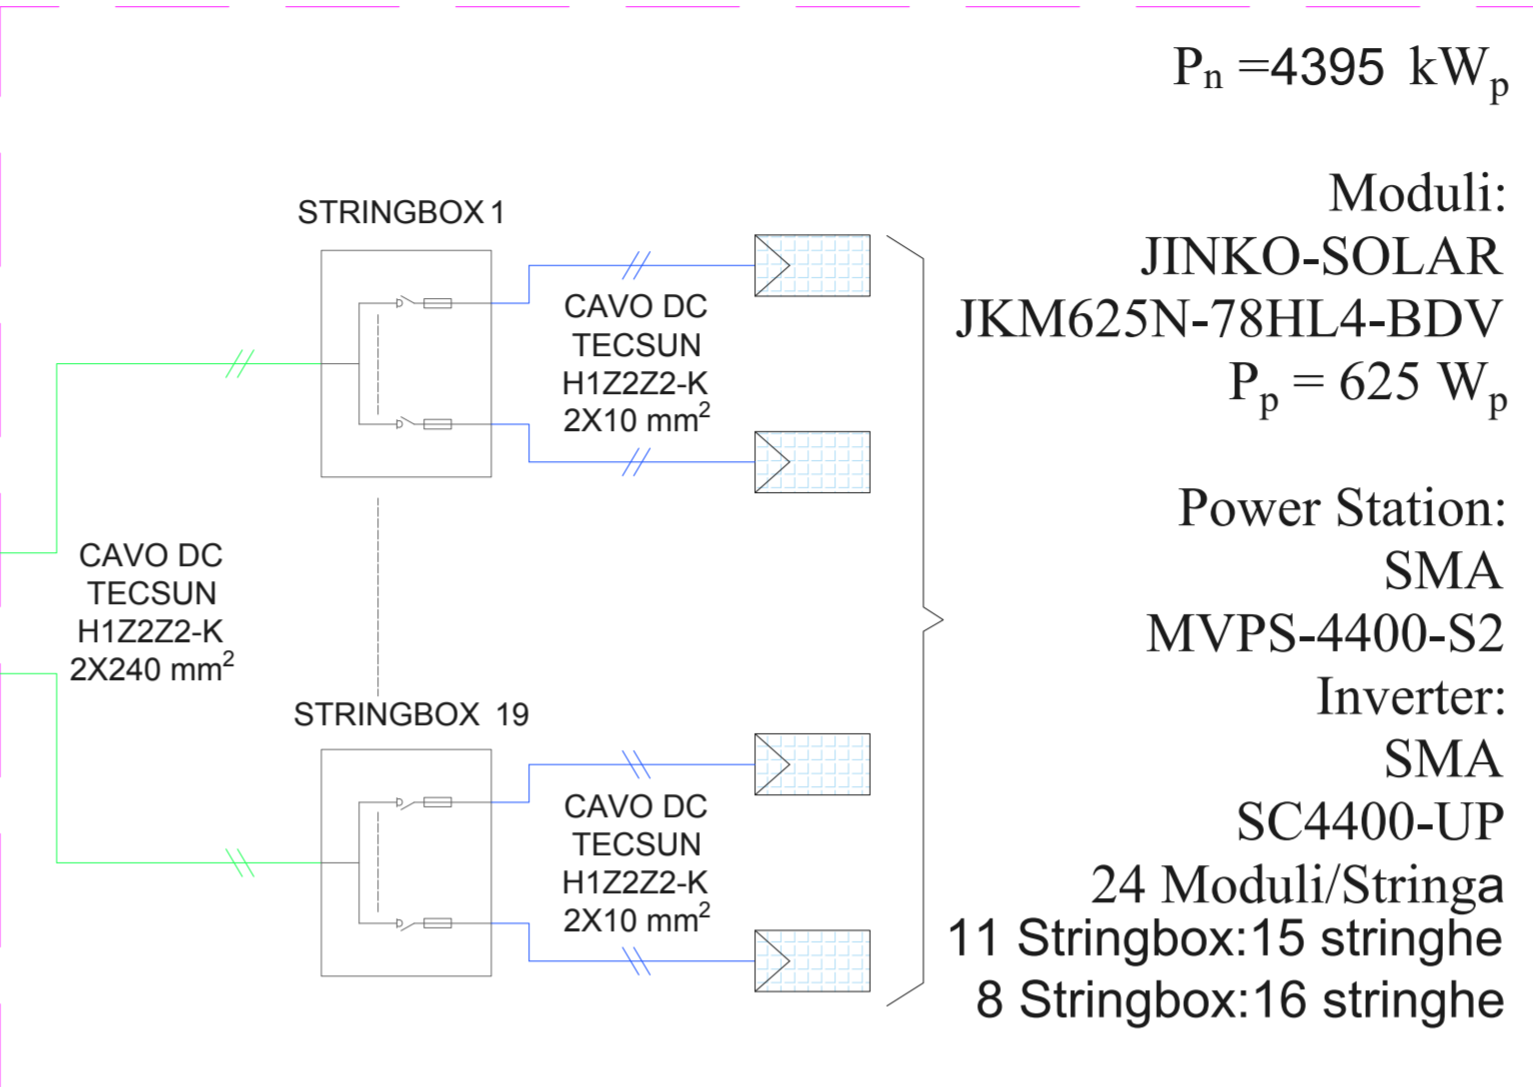 Pn =4395 kWp
Moduli:
JINKO-SOLAR
JKM625N-78HL4-BDV
Pp = 625 Wp
Power Station:
SMA
MVPS-4400-S2
Inverter:
SMA
SC4400-UP
24 Moduli/Stringa
11 Stringbox:15 stringhe
8 Stringbox:16 stringhe
STRINGBOX 1
CAVO DC
TECSUN
H1Z2Z2-K
2X10 mm²
CAVO DC
TECSUN
H1Z2Z2-K
2X240 mm²
STRINGBOX 19
CAVO DC
TECSUN
H1Z2Z2-K
2X10 mm²